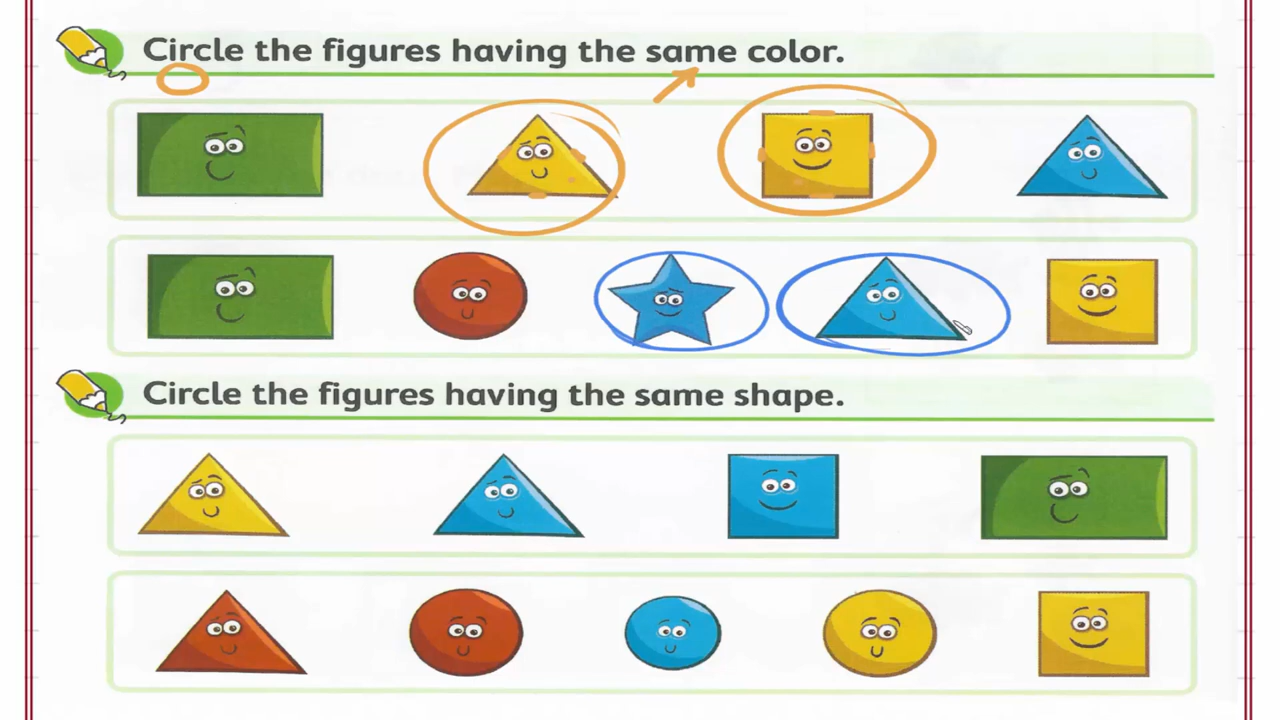 Circle the figures having the same color.
Circle the figures having the same shape.